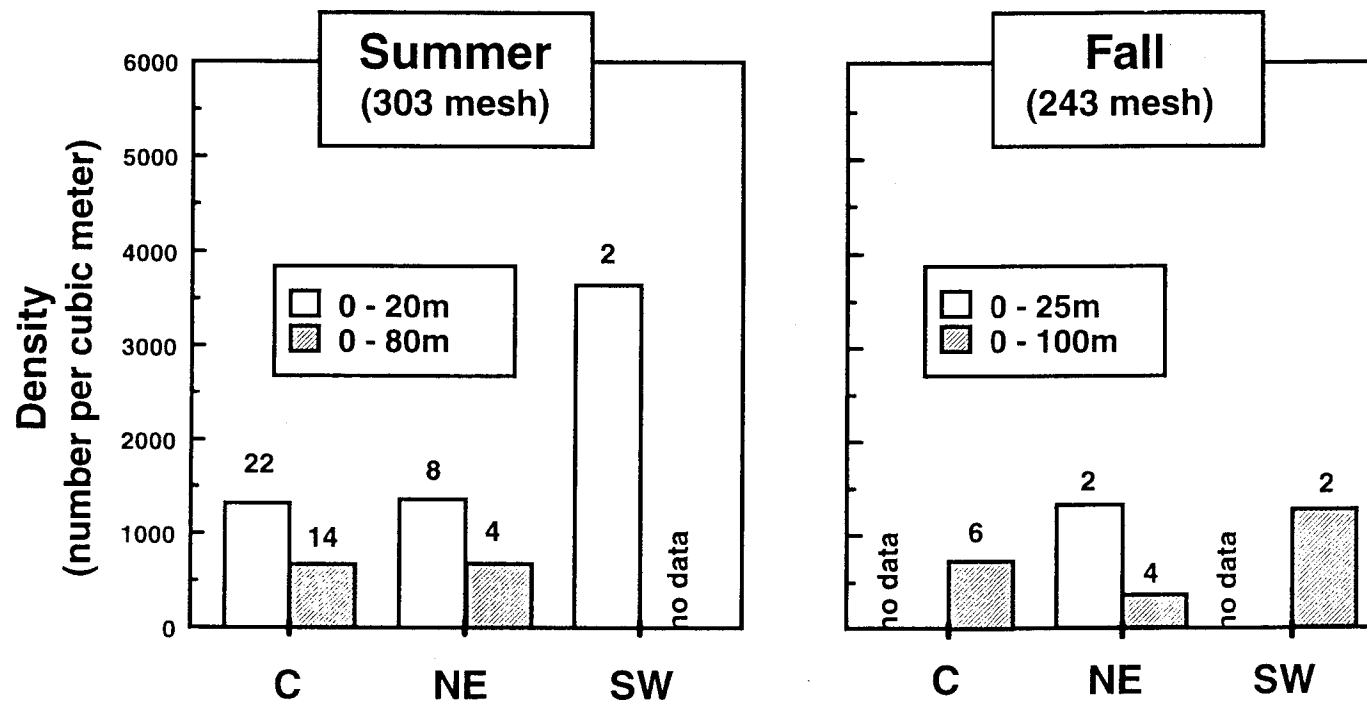 Summer
(303 mesh)
Fall
(243 mesh)
Density
(number per cubic meter)
6000
5000
4000
3000
2000
1000
0
0 - 20m
0 - 80m
22
14
8
4
2
no data
C
NE
SW
0 - 25m
0 - 100m
no data
6
2
4
no data
2
C
NE
SW